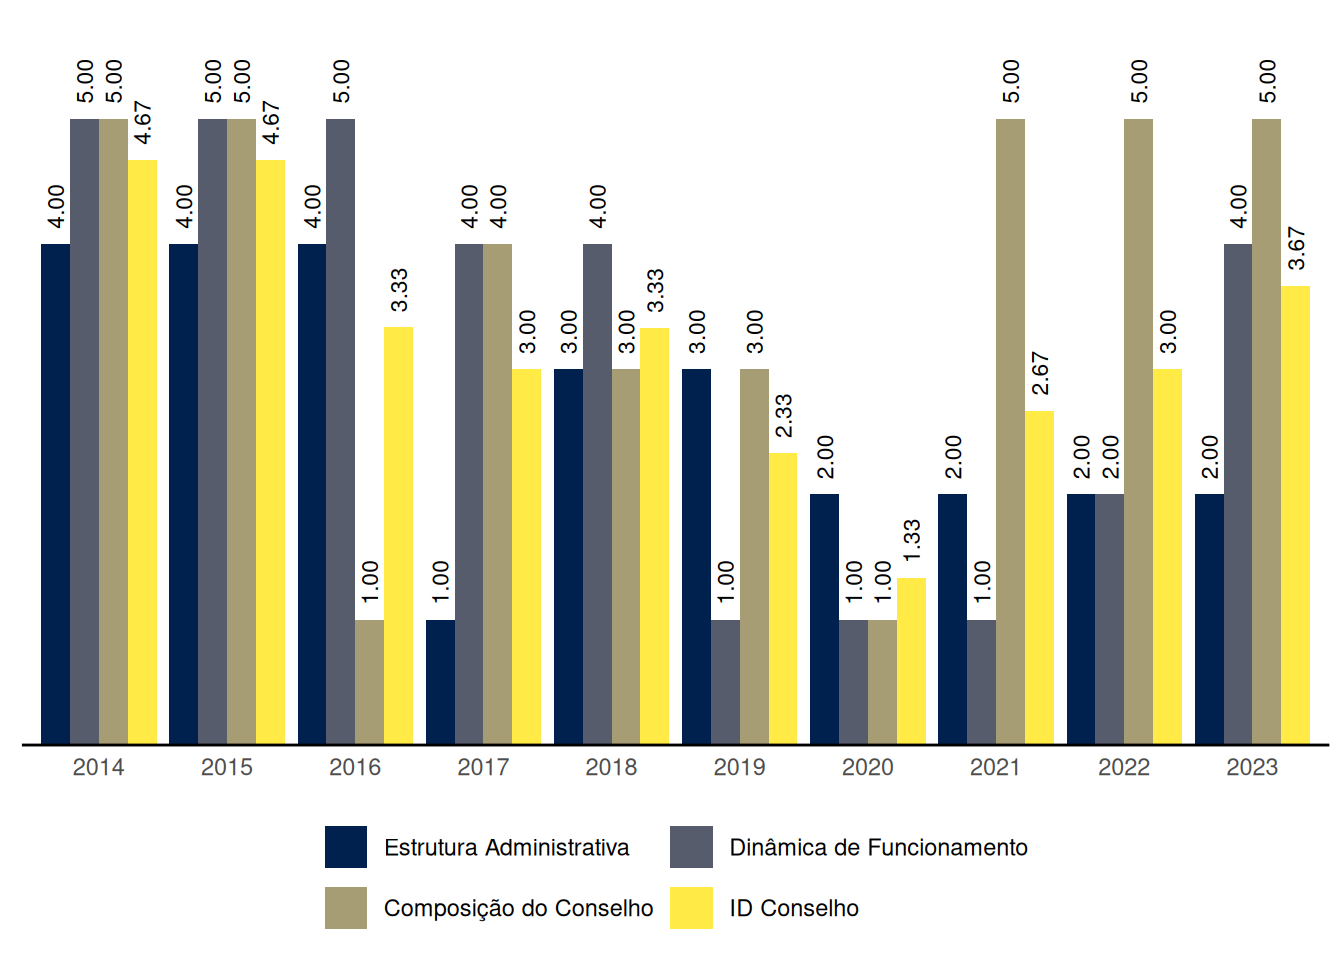 4.00 5.00 5.00 4.67 4.00 5.00 5.00 4.67 4.00 5.00 1.00 3.33 1.00 4.00 4.00 3.00 3.00 4.00 3.00 3.33 3.00 1.00 3.00 2.33 2.00 1.00 1.00 1.33 2.00 1.00 5.00 2.67 2.00 2.00 5.00 3.00 2.00 4.00 5.00 3.67
2014 2015 2016 2017 2018 2019 2020 2021 2022 2023
Estrutura Administrativa Dinâmica de Funcionamento
Composição do Conselho ID Conselho